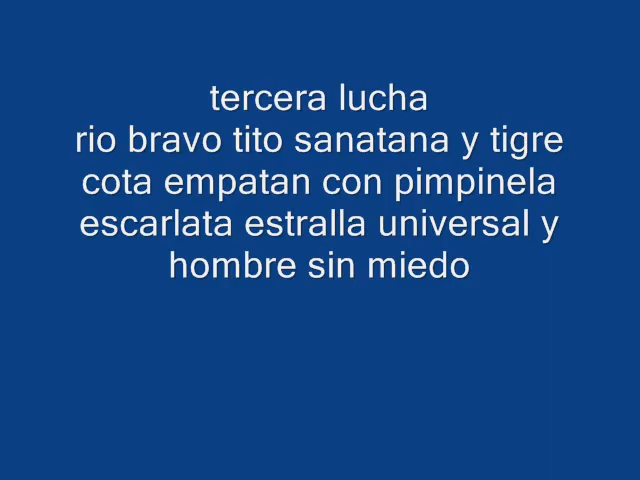 tercera lucha
rio bravo tito sanatana y tigre
cota empatan con pimpinela
escarlata estralla universal y
hombre sin miedo